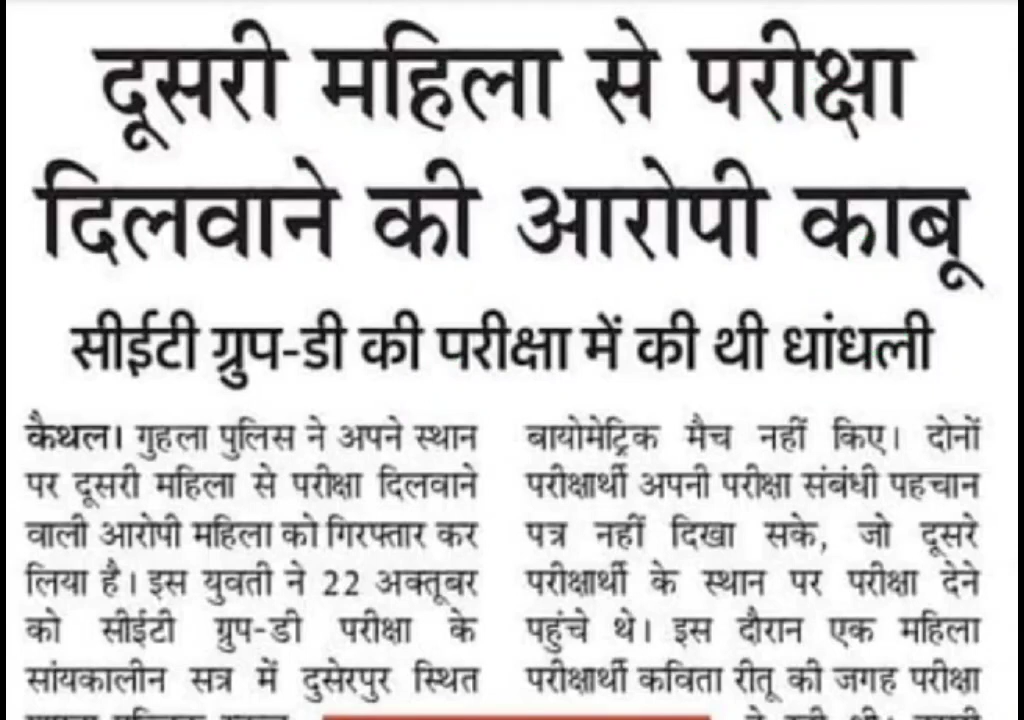 दूसरी महिला से परीक्षा
दिलवाने की आरोपी काबू
सीईटी ग्रुप-डी की परीक्षा में की थी धांधली
कैथल। गुहला पुलिस ने अपने स्थान
पर दूसरी महिला से परीक्षा दिलवाने
वाली आरोपी महिला को गिरफ्तार कर
लिया है। इस युवती ने 22 अक्तूबर
को सीईटी ग्रुप-डी परीक्षा के
सांयकालीन सत्र में दुसेरपुर स्थित
बायोमेट्रिक मैच नहीं किए। दोनों
परीक्षार्थी अपनी परीक्षा संबंधी पहचान
पत्र नहीं दिखा सके, जो दूसरे
परीक्षार्थी के स्थान पर परीक्षा देने
पहुंचे थे। इस दौरान एक महिला
परीक्षार्थी कविता रीतू की जगह परीक्षा